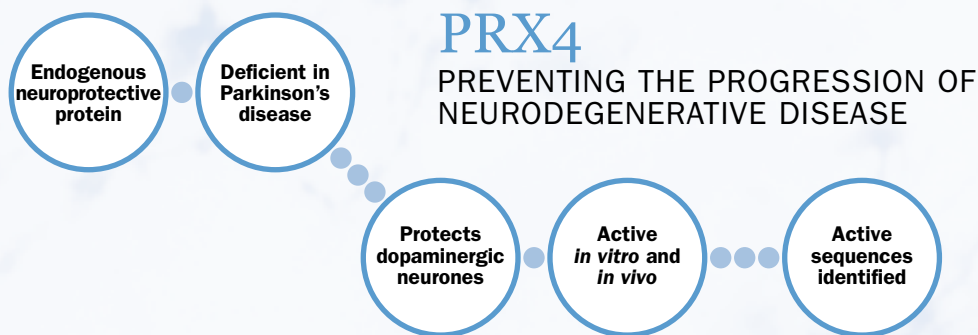 PRX4
PREVENTING THE PROGRESSION OF
NEURODEGENERATIVE DISEASE
Endogenous
neuroprotective
protein
Deficient in
Parkinson's
disease
Protects
dopaminergic
neurones
Active
in vitro and
in vivo
Active
sequences
identified